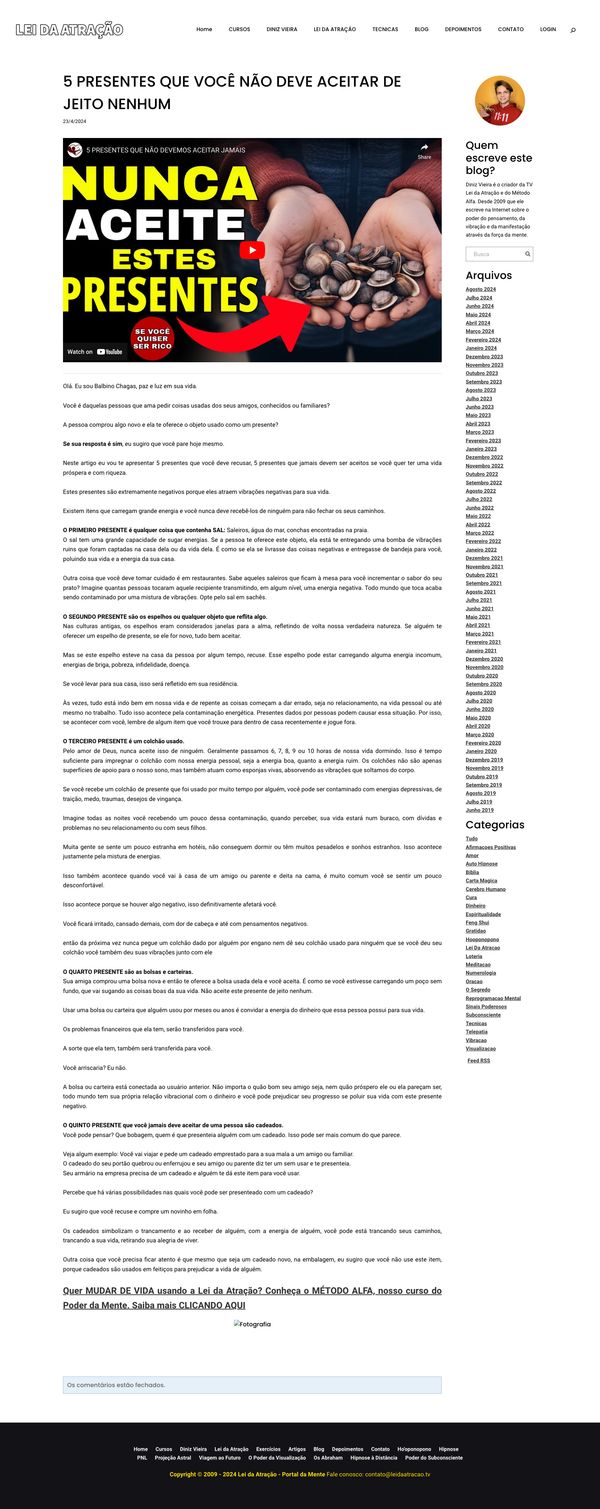 LEI DA ATRAÇÃO
Home CURSOS DINIZ VIEIRA LEI DA ATRAÇÃO TECNICAS BLOG DEPOIMENTOS CONTATO LOGIN
5 PRESENTES QUE VOCÊ NÃO DEVE ACEITAR DE
JEITO NENHUM
23/4/2024
5 PRESENTES QUE NÃO DEVEMOS ACEITAR JAMAIS
Share
NUNCA
ACEITE
ESTES
PRESENTES
SE VOCÊ
QUISER
SER RICO
Watch on YouTube
Olá. Eu sou Balbino Chagas, paz e luz em sua vida.
Você é daquelas pessoas que ama pedir coisas usadas dos seus amigos, conhecidos ou familiares?
A pessoa comprou algo novo e ela te oferece o objeto usado como um presente?
Se sua resposta é sim, eu sugiro que você pare hoje mesmo.
Neste artigo eu vou te apresentar 5 presentes que você deve recusar, 5 presentes que jamais devem ser aceitos se você quer ter uma vida
próspera e com riqueza.
Estes presentes são extremamente negativos porque eles atraem vibrações negativas para sua vida.
Existem itens que carregam grande energia e você nunca deve recebê-los de ninguém para não fechar os seus caminhos.
O PRIMEIRO PRESENTE é qualquer coisa que contenha SAL: Saleiros, água do mar, conchas encontradas na praia.
O sal tem uma grande capacidade de sugar energias. Se a pessoa te oferece este objeto, ela está te entregando uma bomba de vibrações
ruins que foram captadas na casa dela ou da vida dela. É como se ela se livrasse das coisas negativas e entregasse de bandeja para você,
poluindo sua vida e a energia da sua casa.
Outra coisa que você deve tomar cuidado é em restaurantes. Sabe aqueles saleiros que ficam à mesa para você incrementar o sabor do seu
prato? Imagine quantas pessoas tocaram aquele recipiente transmitindo, em algum nível, uma energia negativa. Todo mundo que toca acaba
sendo contaminado por uma mistura de vibrações. Opte pelo sal em sachês.
O SEGUNDO PRESENTE são os espelhos ou qualquer objeto que reflita algo.
Nas culturas antigas, os espelhos eram considerados janelas para a alma, refletindo de volta nossa verdadeira natureza. Se alguém te
oferecer um espelho de presente, se ele for novo, tudo bem aceitar.
Mas se este espelho esteve na casa da pessoa por algum tempo, recuse. Esse espelho pode estar carregando alguma energia incomum,
energias de briga, pobreza, infidelidade, doença.
Se você levar para sua casa, isso será refletido em sua residência.
Às vezes, tudo está indo bem em nossa vida e de repente as coisas começam a dar errado, seja no relacionamento, na vida pessoal ou até
mesmo no trabalho. Tudo isso acontece pela contaminação energética. Presentes dados por pessoas podem causar essa situação. Por isso,
se acontecer com você, lembre de algum item que você trouxe para dentro de casa recentemente e jogue fora.
O TERCEIRO PRESENTE é um colchão usado.
Pelo amor de Deus, nunca aceite isso de ninguém. Geralmente passamos 6, 7, 8, 9 ou 10 horas de nossa vida dormindo. Isso é tempo
suficiente para impregnar o colchão com nossa energia pessoal, seja a energia boa, quanto a energia ruim. Os colchões não são apenas
superfícies de apoio para o nosso sono, mas também atuam como esponjas vivas, absorvendo as vibrações que soltamos do corpo.
Se você recebe um colchão de presente que foi usado por muito tempo por alguém, você pode ser contaminado com energias depressivas, de
traição, medo, traumas, desejos de vingança.
Imagine todas as noites você recebendo um pouco dessa contaminação, quando perceber, sua vida estará num buraco, com dívidas e
problemas no seu relacionamento ou com seus filhos.
Muita gente se sente um pouco estranha em hotéis, não conseguem dormir ou têm muitos pesadelos e sonhos estranhos. Isso acontece
justamente pela mistura de energias.
Isso também acontece quando você vai à casa de um amigo ou parente e deita na cama, é muito comum você se sentir um pouco
desconfortável.
Isso acontece porque se houver algo negativo, isso definitivamente afetará você.
Você ficará irritado, cansado demais, com dor de cabeça e até com pensamentos negativos.
então da próxima vez nunca pegue um colchão dado por alguém por engano nem dê seu colchão usado para ninguém que se você deu seu
colchão você também deu suas vibrações junto com ele
O QUARTO PRESENTE são as bolsas e carteiras.
Sua amiga comprou uma bolsa nova e então te oferece a bolsa usada dela e você aceita. É como se você estivesse carregando um poço sem
fundo, que vai sugando as coisas boas da sua vida. Não aceite este presente de jeito nenhum.
Usar uma bolsa ou carteira que alguém usou por meses ou anos é convidar a energia do dinheiro que essa pessoa possui para sua vida.
Os problemas financeiros que ela tem, serão transferidos para você.
A sorte que ela tem, também será transferida para você.
Você arriscaria? Eu não.
A bolsa ou carteira está conectada ao usuário anterior. Não importa o quão bom seu amigo seja, nem quão próspero ele ou ela pareçam ser,
todo mundo tem sua própria relação vibracional com o dinheiro e você pode prejudicar seu progresso se poluir sua vida com este presente
negativo.
O QUINTO PRESENTE que você jamais deve aceitar de uma pessoa são cadeados.
Você pode pensar? Que bobagem, quem é que presenteia alguém com um cadeado. Isso pode ser mais comum do que parece.
Veja algum exemplo: Você vai viajar e pede um cadeado emprestado para a sua mala a um amigo ou familiar.
O cadeado do seu portão quebrou ou enferrujou e seu amigo ou parente diz ter um sem usar e te presenteia.
Seu armário na empresa precisa de um cadeado e alguém te dá este item para você usar.
Percebe que há várias possibilidades nas quais você pode ser presenteado com um cadeado?
Eu sugiro que você recuse e compre um novinho em folha.
Os cadeados simbolizam o trancamento e ao receber de alguém, com a energia de alguém, você pode está trancando seus caminhos,
trancando a sua vida, retirando sua alegria de viver.
Outra coisa que você precisa ficar atento é que mesmo que seja um cadeado novo, na embalagem, eu sugiro que você não use este item,
porque cadeados são usados em feitiços para prejudicar a vida de alguém.
Quer MUDAR DE VIDA usando a Lei da Atração? Conheça o MÉTODO ALFA, nosso curso do
Poder da Mente. Saiba mais CLICANDO AQUI
Fotografia
Os comentários estão fechados.
11:11
Quem
escreve este
blog?
Diniz Vieira é o criador da TV
Lei da Atração e do Método
Alfa. Desde 2009 que ele
escreve na Internet sobre o
poder do pensamento, da
vibração e da manifestação
através da força da mente.
Busca
Arquivos
Agosto 2024
Julho 2024
Junho 2024
Maio 2024
Abril 2024
Março 2024
Fevereiro 2024
Janeiro 2024
Dezembro 2023
Novembro 2023
Outubro 2023
Setembro 2023
Agosto 2023
Julho 2023
Junho 2023
Maio 2023
Abril 2023
Março 2023
Fevereiro 2023
Janeiro 2023
Dezembro 2022
Novembro 2022
Outubro 2022
Setembro 2022
Agosto 2022
Julho 2022
Junho 2022
Maio 2022
Abril 2022
Março 2022
Fevereiro 2022
Janeiro 2022
Dezembro 2021
Novembro 2021
Outubro 2021
Setembro 2021
Agosto 2021
Julho 2021
Junho 2021
Maio 2021
Abril 2021
Março 2021
Fevereiro 2021
Janeiro 2021
Dezembro 2020
Novembro 2020
Outubro 2020
Setembro 2020
Agosto 2020
Julho 2020
Junho 2020
Maio 2020
Abril 2020
Março 2020
Fevereiro 2020
Janeiro 2020
Dezembro 2019
Novembro 2019
Outubro 2019
Setembro 2019
Agosto 2019
Julho 2019
Junho 2019
Categorias
Tudo
Afirmacoes Positivas
Amor
Auto Hipnose
Bíblia
Carta Magica
Cerebro Humano
Cura
Dinheiro
Espiritualidade
Feng Shui
Gratidao
Hooponopono
Lei Da Atracao
Loteria
Meditacao
Numerologia
Oracao
O Segredo
Reprogramacao Mental
Sinais Poderosos
Subconsciente
Tecnicas
Telepatia
Vibracao
Visualizacao
Feed RSS
Home Cursos Diniz Vieira Lei da Atração Exercícios Artigos Blog Depoimentos Contato Ho'oponopono Hipnose
PNL Projeção Astral Viagem ao Futuro O Poder da Visualização Os Abraham Hipnose à Distância Poder do Subconsciente
Copyright © 2009 - 2024 Lei da Atração - Portal da Mente Fale conosco: contato@leidaatracao.tv